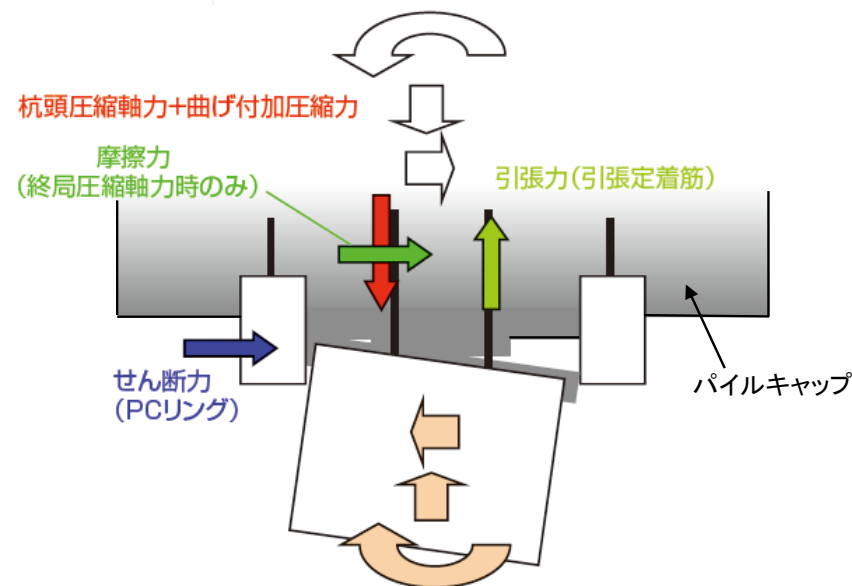 杭頭圧縮軸力+曲げ付加圧縮力
摩擦力
(終局圧縮軸力時のみ)
引張力(引張定着筋)
せん断力
(PCリング)
パイルキャップ